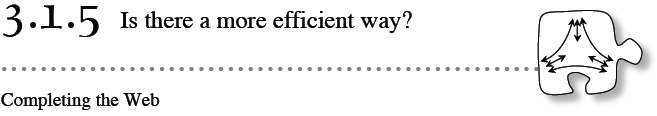 3.1.5 Is there a more efficient way?
Completing the Web